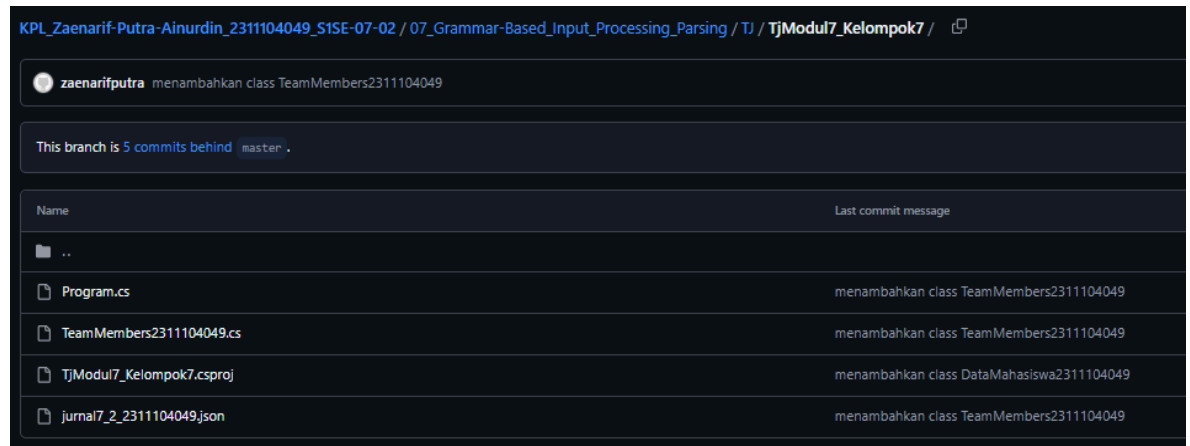 KPL_Zaenarif-Putra-Ainurdin_2311104049_S1SE-07-02 / 07_Grammar-Based_Input_Processing_Parsing / TJ / TjModul7_Kelompok7 /
zaenarifputra menambahkan class TeamMembers2311104049
This branch is 5 commits behind master .
Name Last commit message
..
Program.cs menambahkan class TeamMembers2311104049
TeamMembers2311104049.cs menambahkan class TeamMembers2311104049
TjModul7_Kelompok7.csproj menambahkan class DataMahasiswa2311104049
jurnal7_2_2311104049.json menambahkan class TeamMembers2311104049